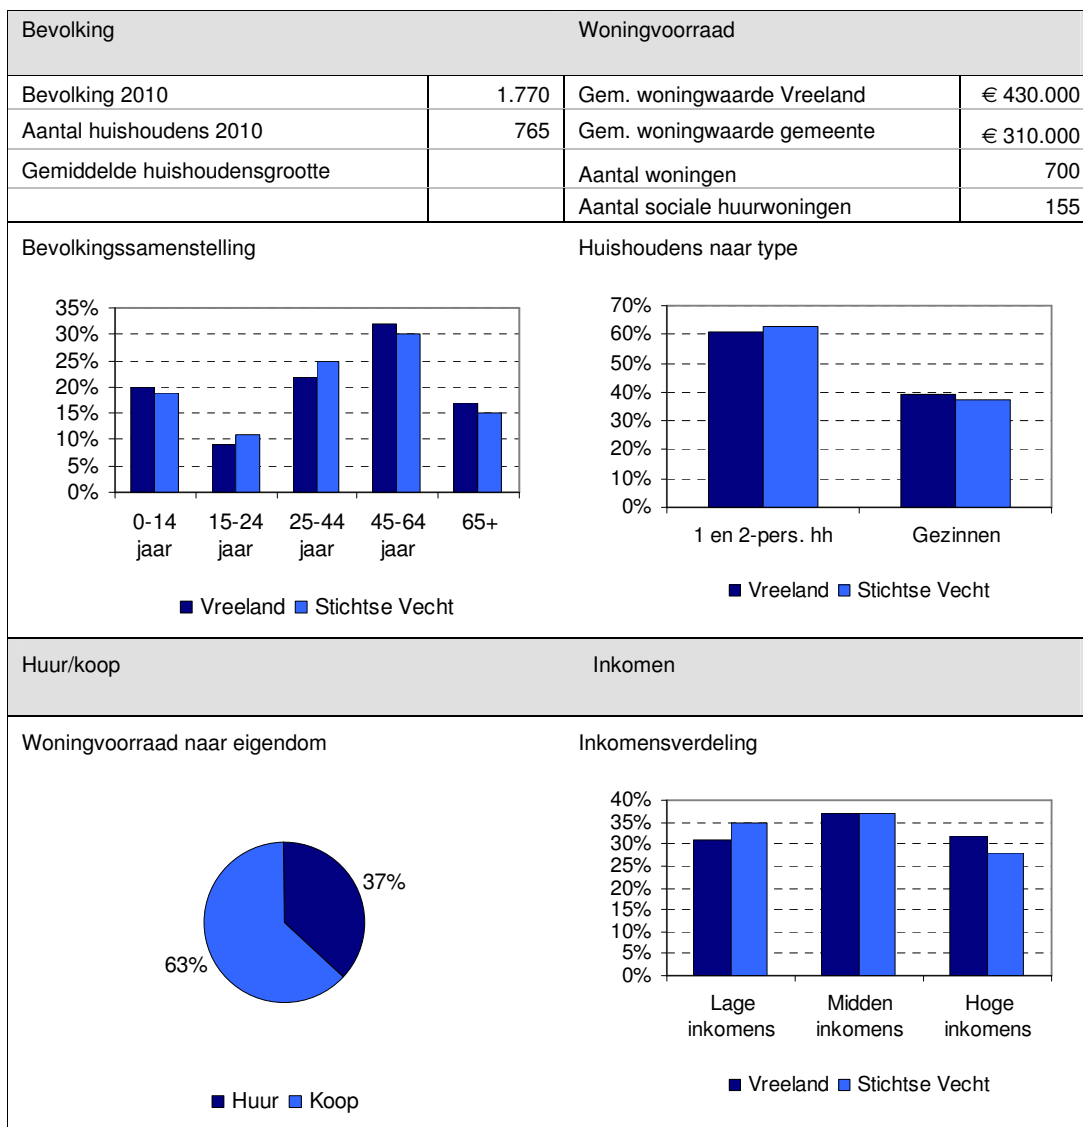 Bevolking Woningvoorraad
Bevolking 2010 1.770 Gem. woningwaarde Vreeland € 430.000
Aantal huishoudens 2010 765 Gem. woningwaarde gemeente € 310.000
Gemiddelde huishoudensgrootte Aantal woningen 700
Aantal sociale huurwoningen 155
Bevolkingssamenstelling
35%
30%
25%
20%
15%
10%
5%
0%
0-14 15-24 25-44 45-64 65+
jaar jaar jaar jaar
Vreeland Stichtse Vecht
Huishoudens naar type
70%
60%
50%
40%
30%
20%
10%
0%
1 en 2-pers. hh Gezinnen
Vreeland Stichtse Vecht
Huur/koop Inkomen
Woningvoorraad naar eigendom
37%
63%
Huur Koop
Inkomensverdeling
40%
35%
30%
25%
20%
15%
10%
5%
0%
Lage Midden Hoge
inkomens inkomens inkomens
Vreeland Stichtse Vecht